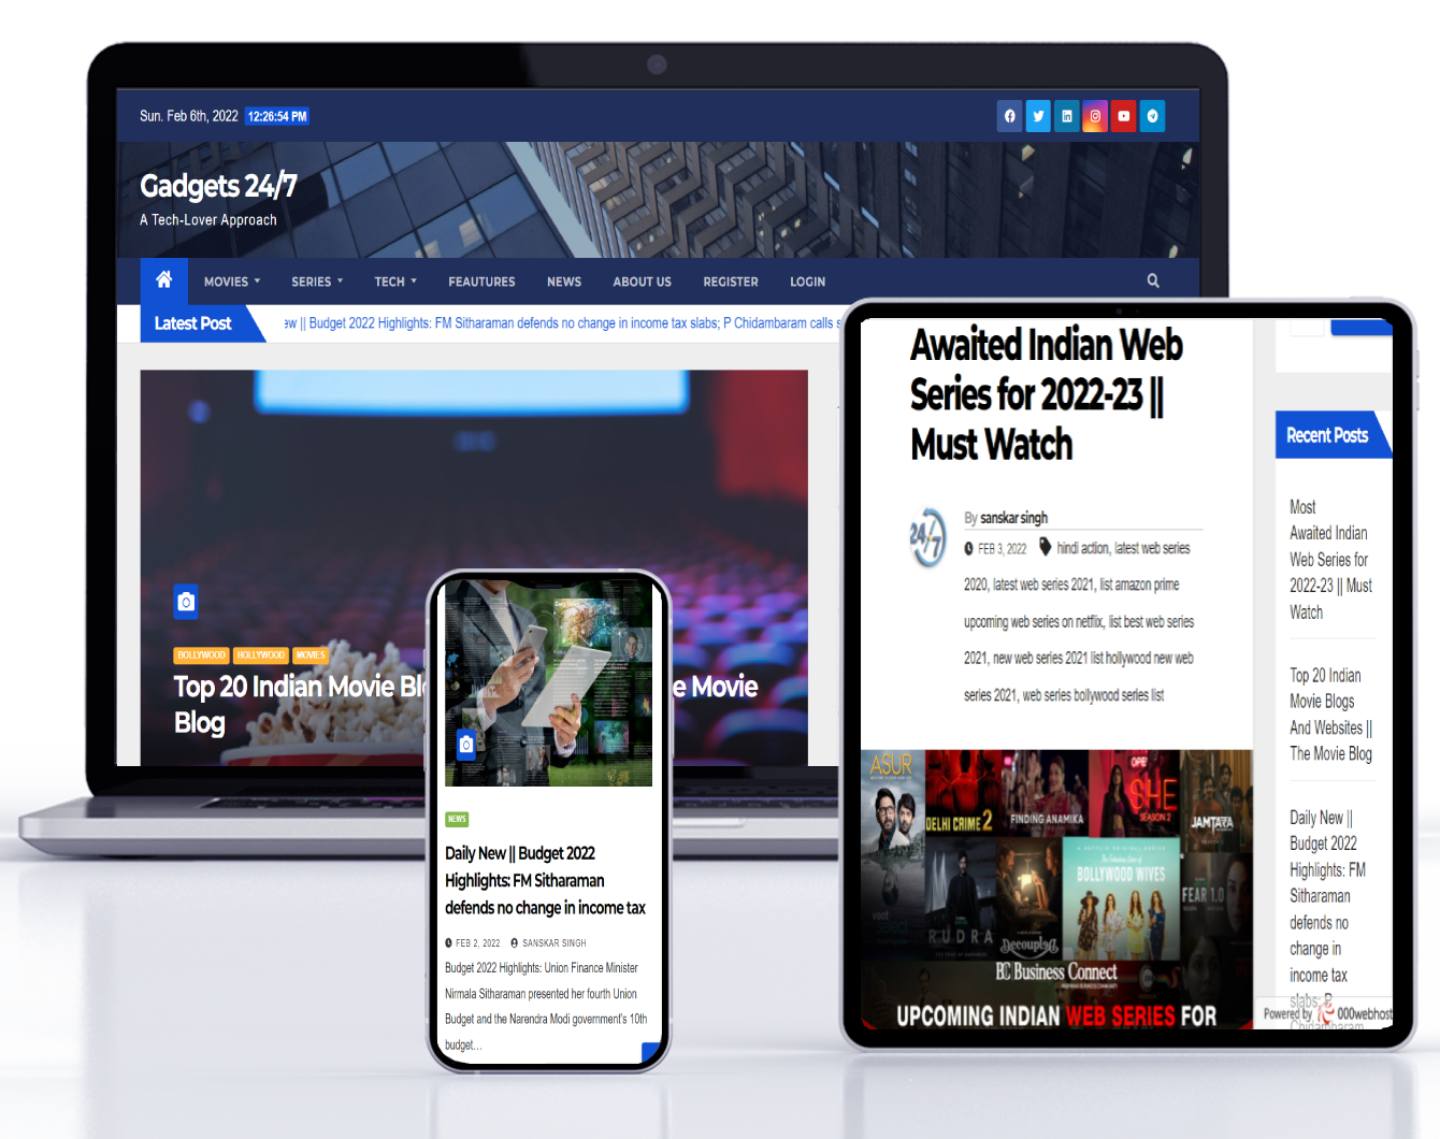 Sun. Feb 6th, 2022 12:26:54 PM
Gadgets 24/7
A Tech-Lover Approach
MOVIES SERIES TECH FEAUTURES NEWS ABOUT US REGISTER LOGIN
Latest Post
|| Budget 2022 Highlights: FM Sitharaman defends no change in income tax slabs; P Chidambaram calls
BOLLYWOOD HOLLYWOOD MOVIES
Top 20 Indian Movie
e Movie
Blog
NEWS
Daily New || Budget 2022
Highlights: FM Sitharaman
defends no change in income tax
FEB 2, 2022 SANSKAR SINGH
Budget 2022 Highlights: Union Finance Minister
Nirmala Sitharaman presented her fourth Union
Budget and the Narendra Modi government's 10th
budget...
Awaited Indian Web
Series for 2022-23 ||
Must Watch
24/7
By sanskar singh
FEB 3, 2022 hindi action, latest web series
2020, latest web series 2021, list amazon prime
upcoming web series on netflix, list best web series
2021, new web series 2021 list hollywood new web
series 2021, web series bollywood series list
ASUR
DELHI CRIME 2
FINDING ANAMIKA
SHE
SEASON 2
JAMTARA
BOLLYWOOD WIVES
FEAR 1.0
voot
RUDRA
Decoupled
BC Business Connect
UPCOMING INDIAN WEB SERIES FOR
Recent Posts
Most
Awaited Indian
Web Series for
2022-23 || Must
Watch
Top 20 Indian
Movie Blogs
And Websites ||
The Movie Blog
Daily New ||
Budget 2022
Highlights: FM
Sitharaman
defends no
change in
income tax
slabs; P
Chidambaram
Powered by 000webhost